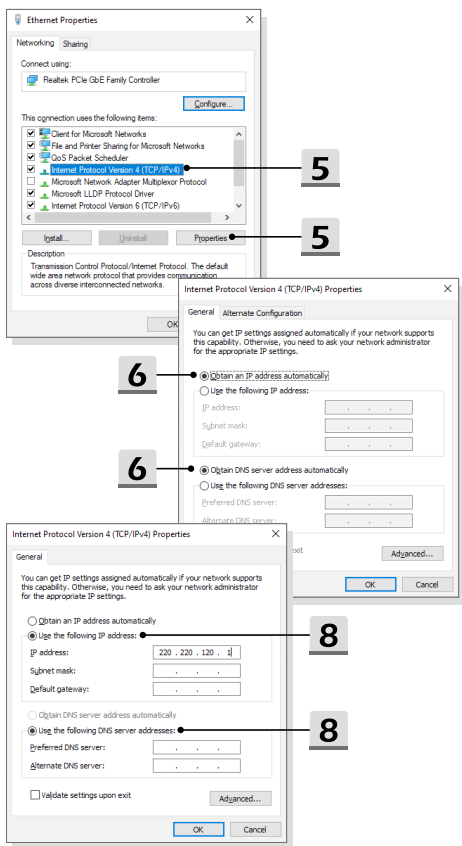 Ethernet Properties
Networking
Sharing
Connect using:
Realtek PCIe GbE Family Controller
Configure...
This connection uses the following items:
Client for Microsoft Networks
File and Printer Sharing for Microsoft Networks
QoS Packet Scheduler
Internet Protocol Version 4 (TCP/IPv4)
5
Microsoft Network Adapter Multiplexor Protocol
Microsoft LLDP Protocol Driver
Internet Protocol Version 6 (TCP/IPv6)
Install...
Uninstall
Properties
5
Description
Transmission Control Protocol/Internet Protocol. The default
wide area network protocol that provides communication
across diverse interconnected networks.
OK
Internet Protocol Version 4 (TCP/IPv4) Properties
General
Alternate Configuration
You can get IP settings assigned automatically if your network supports
this capability. Otherwise, you need to ask your network administrator
for the appropriate IP settings.
6
Obtain an IP address automatically
Use the following IP address:
IP address:
Subnet mask:
Default gateway:
6
Obtain DNS server address automatically
Use the following DNS server addresses:
Preferred DNS server:
Alternate DNS server:
exit
Advanced...
OK
Cancel
Internet Protocol Version 4 (TCP/IPv4) Properties
General
You can get IP settings assigned automatically if your network supports
this capability. Otherwise, you need to ask your network administrator
for the appropriate IP settings.
Obtain an IP address automatically
Use the following IP address:
8
IP address:
220 . 220 . 120 . 1
Subnet mask:
Default gateway:
Obtain DNS server address automatically
Use the following DNS server addresses:
8
Preferred DNS server:
Alternate DNS server:
Validate settings upon exit
Advanced...
OK
Cancel